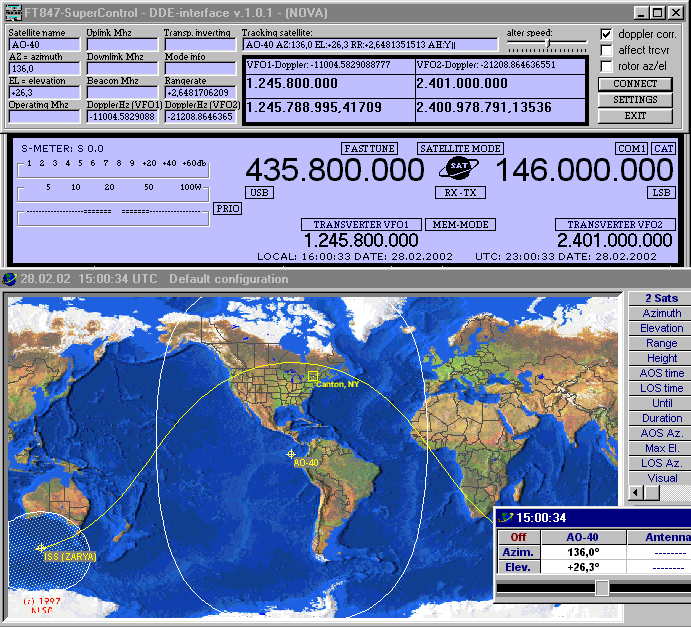 FT847-SuperControl - DDE-interface v.1.0.1 - (NOVA)
Satellite name Uplink Mhz Transp. inverting Tracking satellite: alter speed: doppler corr.
AO-40 AO-40 AZ:136,0 EL:+26,3 RR:+2,6481351513 AH:Y|| affect trcvr
AZ = azimuth Downlink Mhz Mode info rotor az/el
136,0 VFO1-Doppler: -11004.5829088777 VFO2-Doppler: -21208.864636551
EL = elevation Beacon Mhz Rangerate 1.245.800.000 2.401.000.000 CONNECT
+26,3 +2,6481706209 SETTINGS
Operating Mhz DopplerHz (VFO1) DopplerHz (VFO2) 1.245.788.995,41709 2.400.978.791,13536
-11004.5829088 -21208.8646365 EXIT
S-METER: S 0.0 FAST TUNE SATELLITE MODE COM1 CAT
1 2 3 4 5 6 7 8 9 +20 +40 +60db 435.800.000 SAT 146.000.000
5 10 20 50 100W USB RX - TX LSB
PRIO
TRANSVERTER VFO1 MEM-MODE TRANSVERTER VFO2
1.245.800.000 2.401.000.000
LOCAL: 16:00:33 DATE: 28.02.2002 UTC: 23:00:33 DATE: 28.02.2002
28.02.02 15:00:34 UTC Default configuration
2 Sats
Azimuth
Elevation
Range
Height
AOS time
LOS time
Until
Duration
AOS Az.
Max El.
LOS Az.
Visual
Canton, NY
AO-40
ISS (ZARYA)
(c) 1997
NLSA
15:00:34
Off AO-40 Antenna
Azim. 136,0° --------
Elev. +26,3° --------